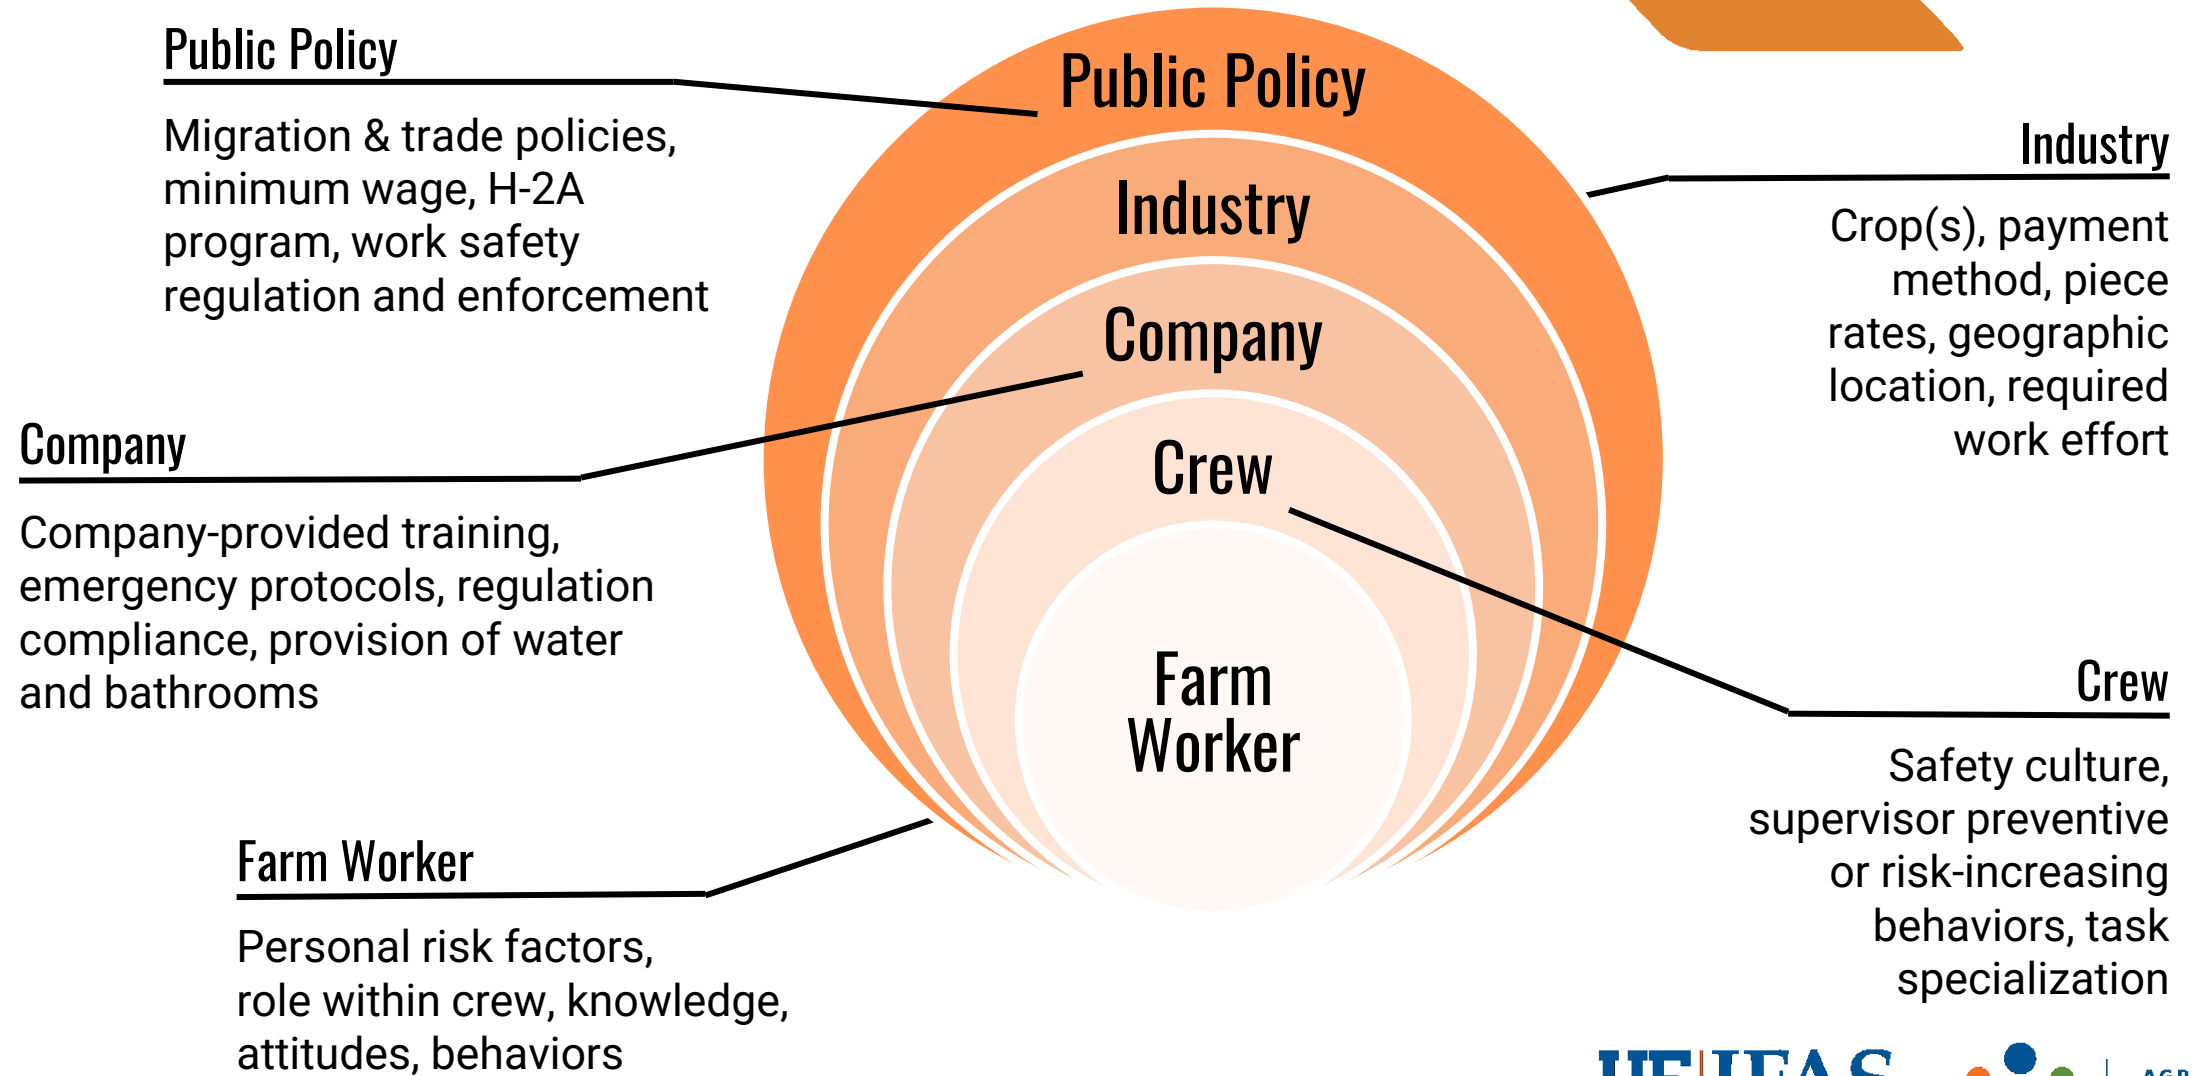 Public Policy
Migration & trade policies,
minimum wage, H-2A
program, work safety
regulation and enforcement
Company
Company-provided training,
emergency protocols, regulation
compliance, provision of water
and bathrooms
Farm Worker
Personal risk factors,
role within crew, knowledge,
attitudes, behaviors
Public Policy
Industry
Company
Crew
Farm
Worker
Industry
Crop(s), payment
method, piece
rates, geographic
location, required
work effort
Crew
Safety culture,
supervisor preventive
or risk-increasing
behaviors, task
specialization
UF IFAS